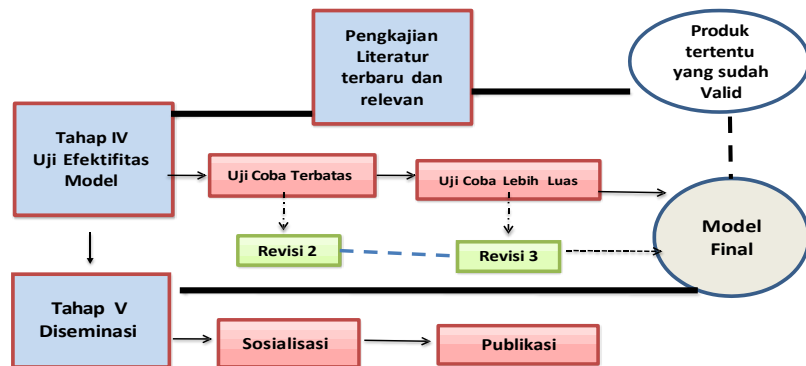 Pengkajian
Literatur
terbaru dan
relevan
Produk
tertentu
yang sudah
Valid
Tahap IV
Uji Efektifitas
Model
Uji Coba Terbatas
Uji Coba Lebih Luas
Model
Final
Revisi 2
Revisi 3
Tahap V
Diseminasi
Sosialisasi
Publikasi